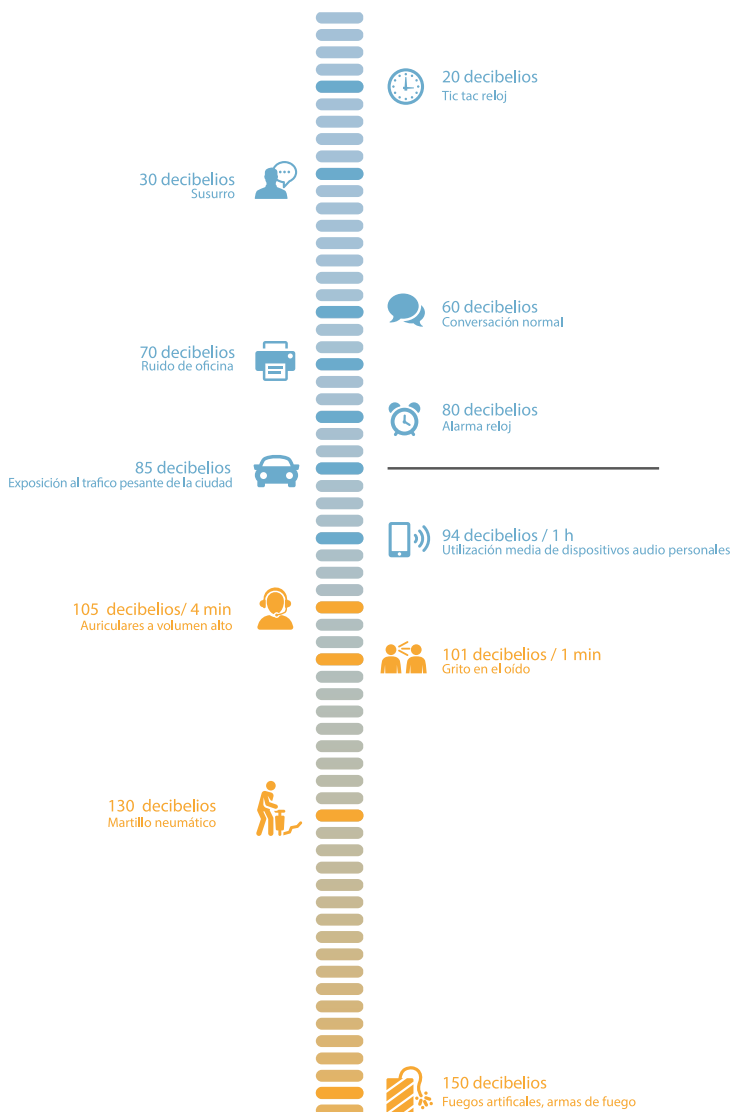 20 decibelios
Tic tac reloj
30 decibelios
Susurro
60 decibelios
Conversación normal
70 decibelios
Ruido de oficina
80 decibelios
Alarma reloj
85 decibelios
Exposición al trafico pesante de la ciudad
94 decibelios / 1 h
Utilización media de dispositivos audio personales
105 decibelios/ 4 min
Auriculares a volumen alto
101 decibelios / 1 min
Grito en el oído
130 decibelios
Martillo neumático
150 decibelios
Fuegos artificales, armas de fuego